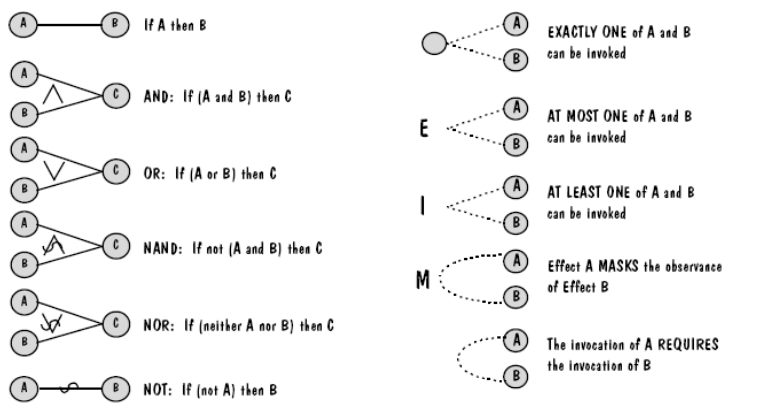 A B If A then B
A
B
C AND: If (A and B) then C
A
B
C OR: If (A or B) then C
A
B
C NAND: If not (A and B) then C
A
B
C NOR: If (neither A nor B) then C
A B NOT: If (not A) then B
A EXACTLY ONE of A and B
B can be invoked
E
A AT MOST ONE of A and B
B can be invoked
I
A AT LEAST ONE of A and B
B can be invoked
M
A Effect A MASKS the observance
B of Effect B
A The invocation of A REQUIRES
B the invocation of B